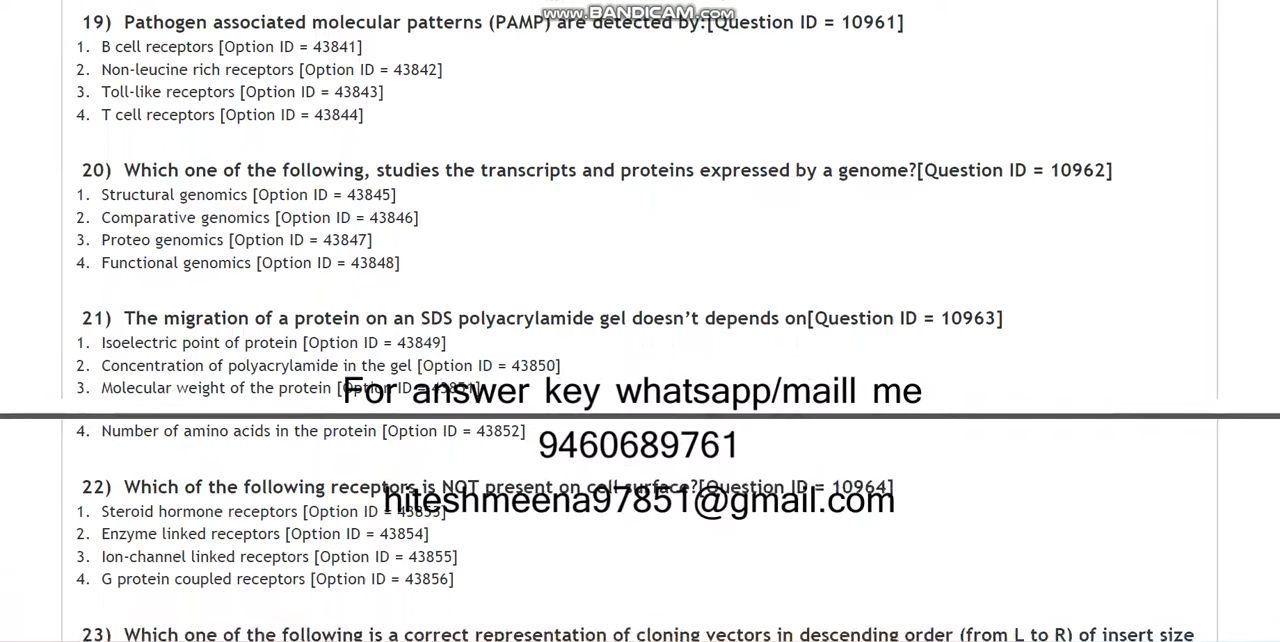 www.BANDICAM.com
19) Pathogen associated molecular patterns (PAMP) are detected by:[Question ID = 10961]
1. B cell receptors [Option ID = 43841]
2. Non-leucine rich receptors [Option ID = 43842]
3. Toll-like receptors [Option ID = 43843]
4. T cell receptors [Option ID = 43844]
20) Which one of the following, studies the transcripts and proteins expressed by a genome?[Question ID = 10962]
1. Structural genomics [Option ID = 43845]
2. Comparative genomics [Option ID = 43846]
3. Proteo genomics [Option ID = 43847]
4. Functional genomics [Option ID = 43848]
21) The migration of a protein on an SDS polyacrylamide gel doesn’t depends on[Question ID = 10963]
1. Isoelectric point of protein [Option ID = 43849]
2. Concentration of polyacrylamide in the gel [Option ID = 43850]
3. Molecular weight of the protein [Option ID = 43851]
For answer key whatsapp/maill me
4. Number of amino acids in the protein [Option ID = 43852]
9460689761
22) Which of the following receptors is NOT present on cell surface?[Question ID = 10964]
hiteshmeena97851@gmail.com
1. Steroid hormone receptors [Option ID = 43853]
2. Enzyme linked receptors [Option ID = 43854]
3. Ion-channel linked receptors [Option ID = 43855]
4. G protein coupled receptors [Option ID = 43856]
23) Which one of the following is a correct representation of cloning vectors in descending order (from L to R) of insert size